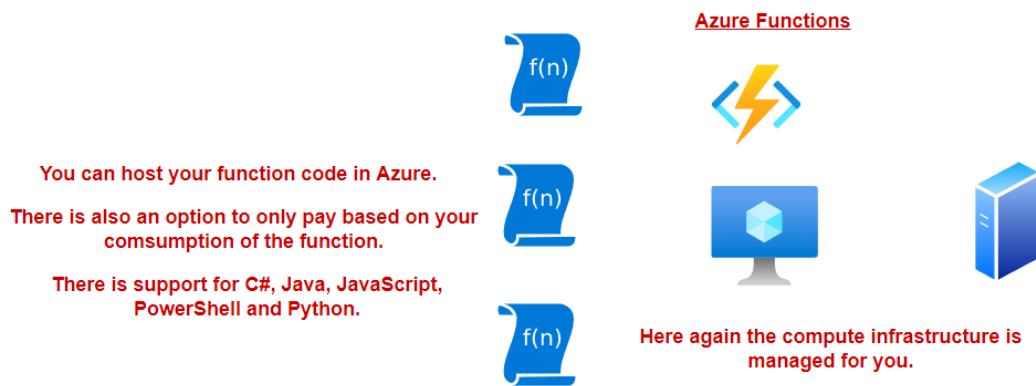 Azure Functions
f(n)
You can host your function code in Azure.
f(n)
There is also an option to only pay based on your
comsumption of the function.
There is support for C#, Java, JavaScript,
PowerShell and Python.
f(n)
Here again the compute infrastructure is
managed for you.